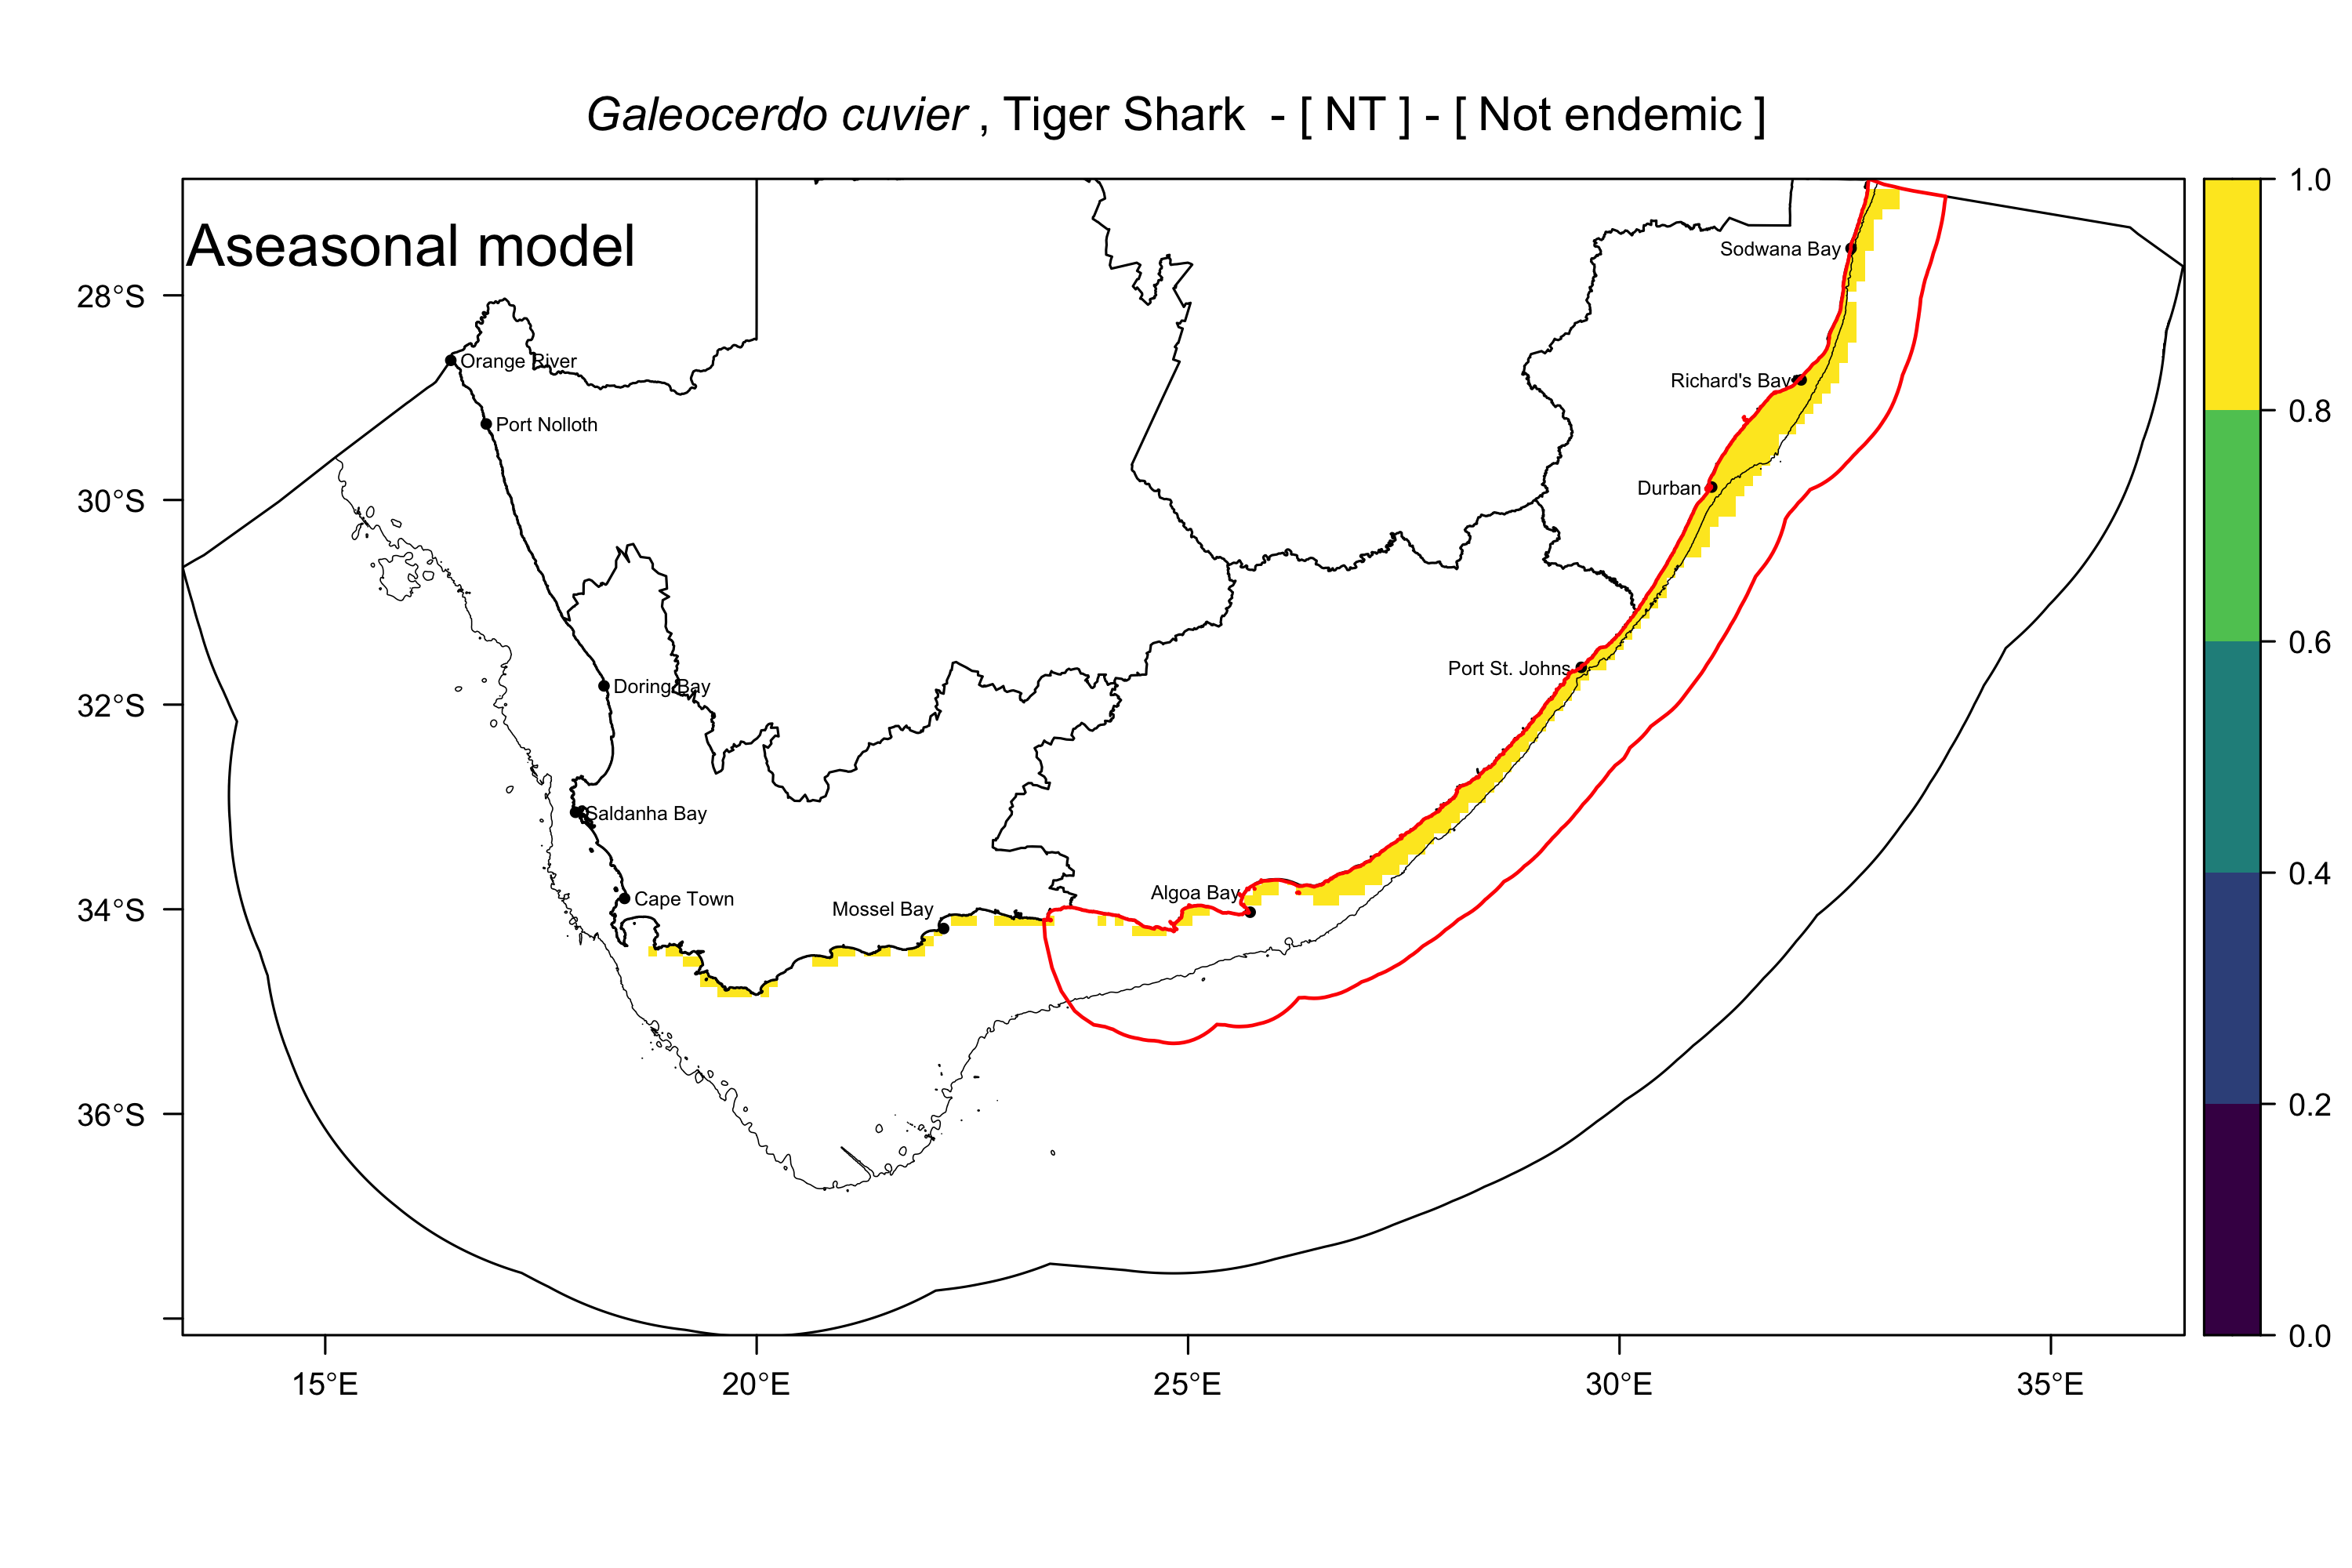 Galeocerdo cuvier , Tiger Shark - [ NT ] - [ Not endemic ]
Aseasonal model
Sodwana Bay
Orange River
Richard's Bay
Port Nolloth
Durban
Port St. Johns
Doring Bay
Saldanha Bay
Algoa Bay
Cape Town
Mossel Bay
28°S
30°S
32°S
34°S
36°S
15°E
20°E
25°E
30°E
35°E
1.0
0.8
0.6
0.4
0.2
0.0